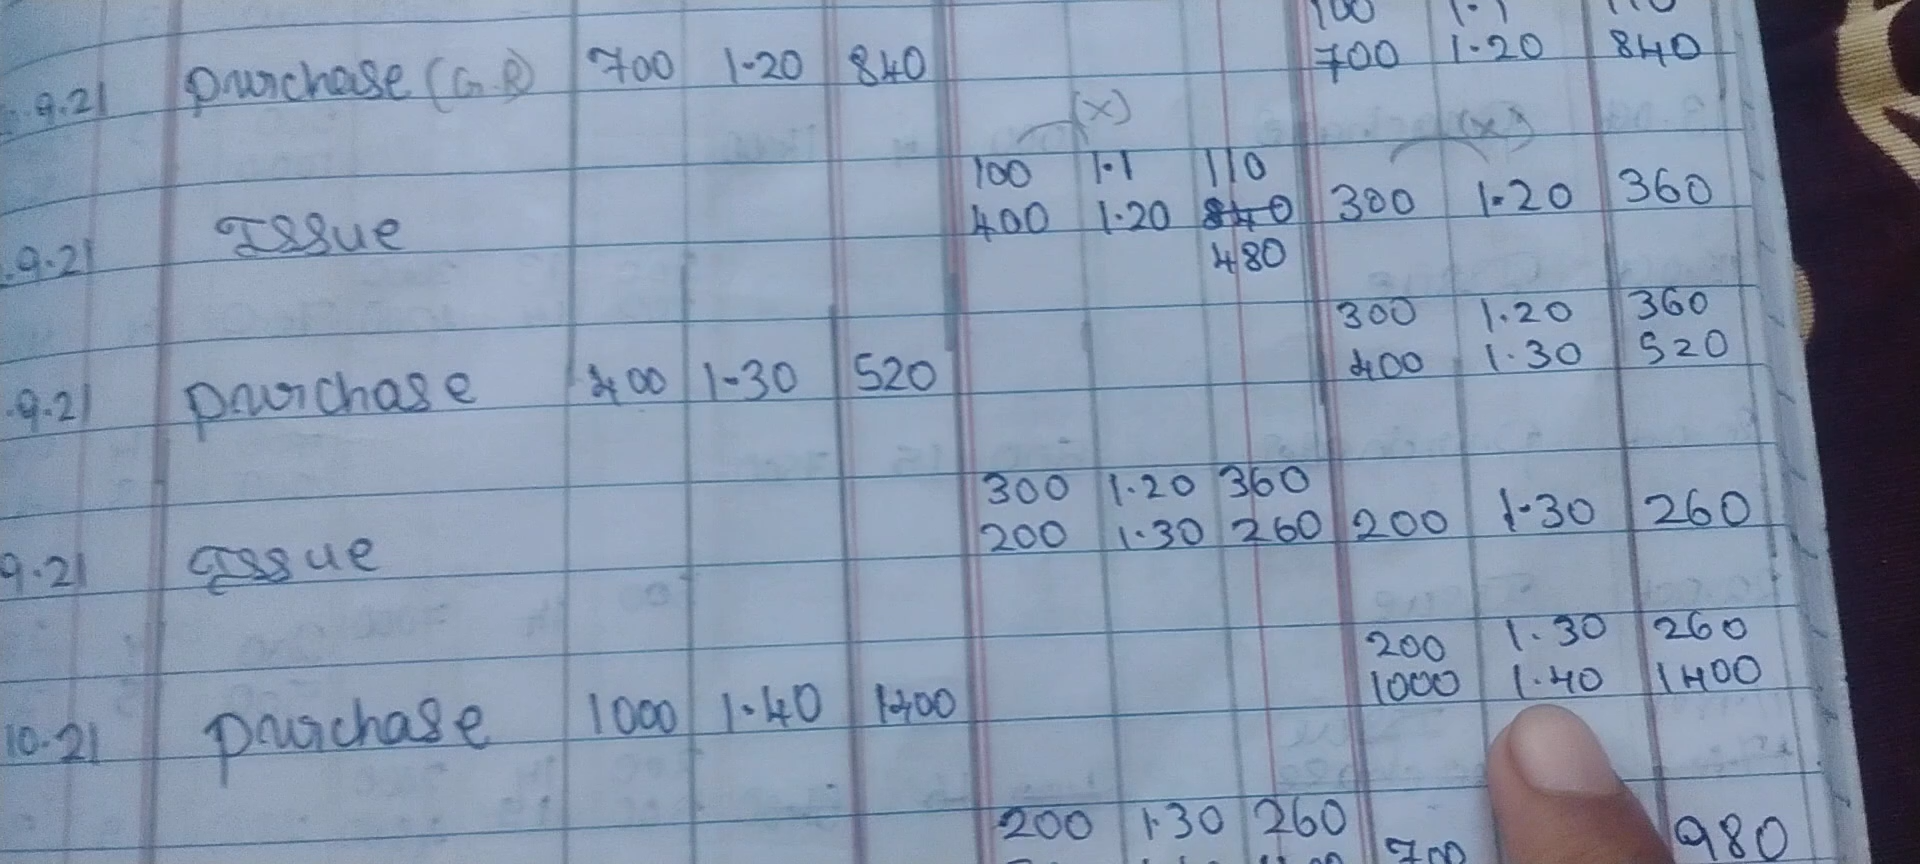 700 1.20 840
9.21 purchase (G.R) 700 1-20 840
(x) (x)
100 1.1 110
9.21 Issue 400 1.20 840 300 1-20 360
480
300 1.20 360
9.21 purchase 400 1-30 520 400 1.30 520
300 1.20 360
9.21 Issue 200 1.30 260 200 1-30 260
200 1.30 260
10.21 purchase 1000 1.40 1400 1000 1.40 1400
200 1.30 260
700 980